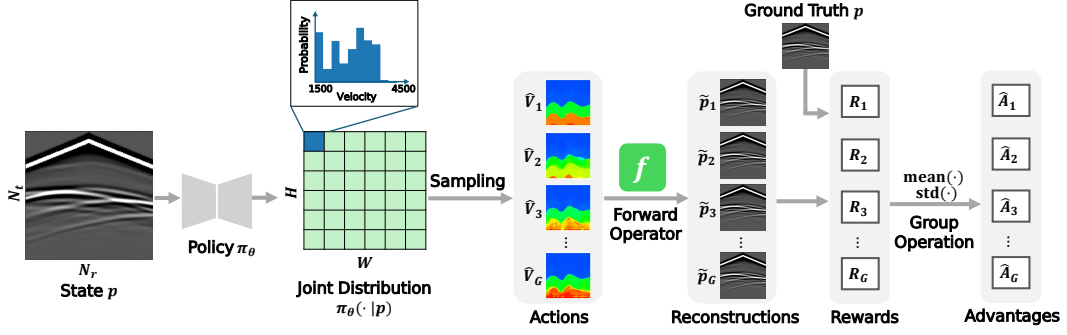 N_t
N_r
State p
Policy π_θ
Probability
1500
4500
Velocity
H
W
Joint Distribution
π_θ(· |p)
Sampling
V̂_1
V̂_2
V̂_3
⋮
V̂_G
Actions
f
Forward
Operator
p̃_1
p̃_2
p̃_3
⋮
p̃_G
Reconstructions
Ground Truth p
R_1
R_2
R_3
⋮
R_G
Rewards
mean(·)
std(·)
Group
Operation
Â_1
Â_2
Â_3
⋮
Â_G
Advantages